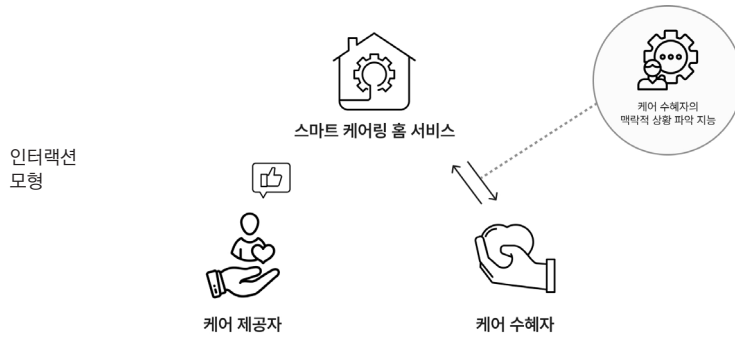 케어 수혜자의
맥락적 상황 파악 지능
스마트 케어링 홈 서비스
인터랙션
모형
케어 제공자
케어 수혜자